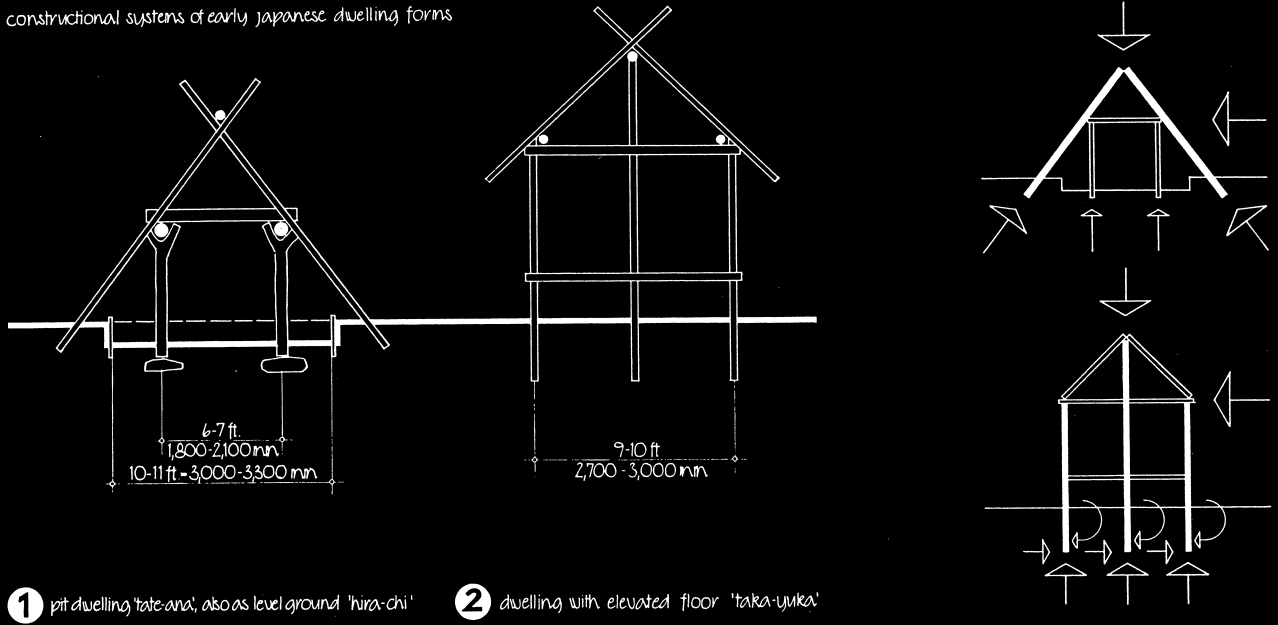 constructional systems of early japanese dwelling forms
6-7 ft.
1,800-2,100 mm
10-11 ft.=3,000-3,300 mm
9-10 ft
2,700-3,000 mm
1 pit dwelling 'tate-ana', also as level ground 'hira-chi'
2 dwelling with elevated floor 'taka-yuka'